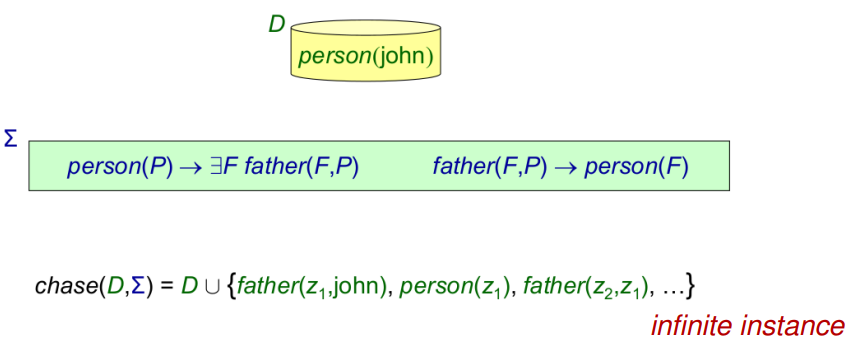 D
person(john)
Σ
person(P) → ∃F father(F,P) father(F,P) → person(F)
chase(D,Σ) = D ∪ {father(z₁,john), person(z₁), father(z₂,z₁), …}
infinite instance